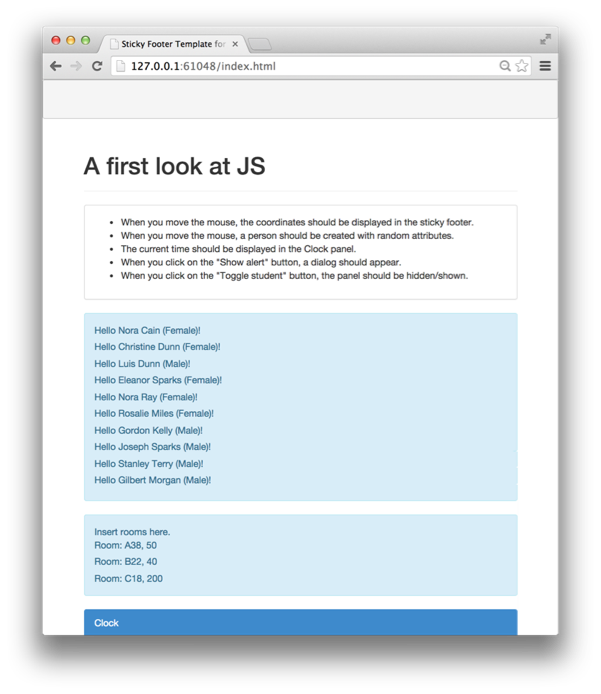 Sticky Footer Template for
127.0.0.1:61048/index.html
A first look at JS
When you move the mouse, the coordinates should be displayed in the sticky footer.
When you move the mouse, a person should be created with random attributes.
The current time should be displayed in the Clock panel.
When you click on the "Show alert" button, a dialog should appear.
When you click on the "Toggle student" button, the panel should be hidden/shown.
Hello Nora Cain (Female)!
Hello Christine Dunn (Female)!
Hello Luis Dunn (Male)!
Hello Eleanor Sparks (Female)!
Hello Nora Ray (Female)!
Hello Rosalie Miles (Female)!
Hello Gordon Kelly (Male)!
Hello Joseph Sparks (Male)!
Hello Stanley Terry (Male)!
Hello Gilbert Morgan (Male)!
Insert rooms here.
Room: A38, 50
Room: B22, 40
Room: C18, 200
Clock